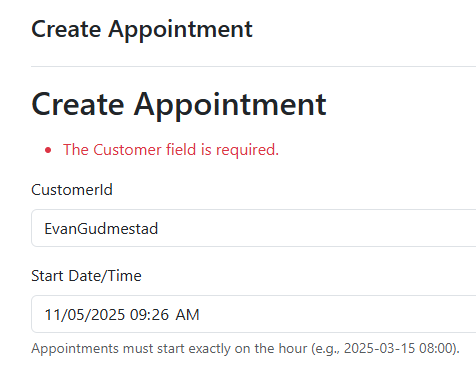 Create Appointment
Create Appointment
The Customer field is required.
CustomerId
EvanGudmestad
Start Date/Time
11/05/2025 09:26 AM
Appointments must start exactly on the hour (e.g., 2025-03-15 08:00).